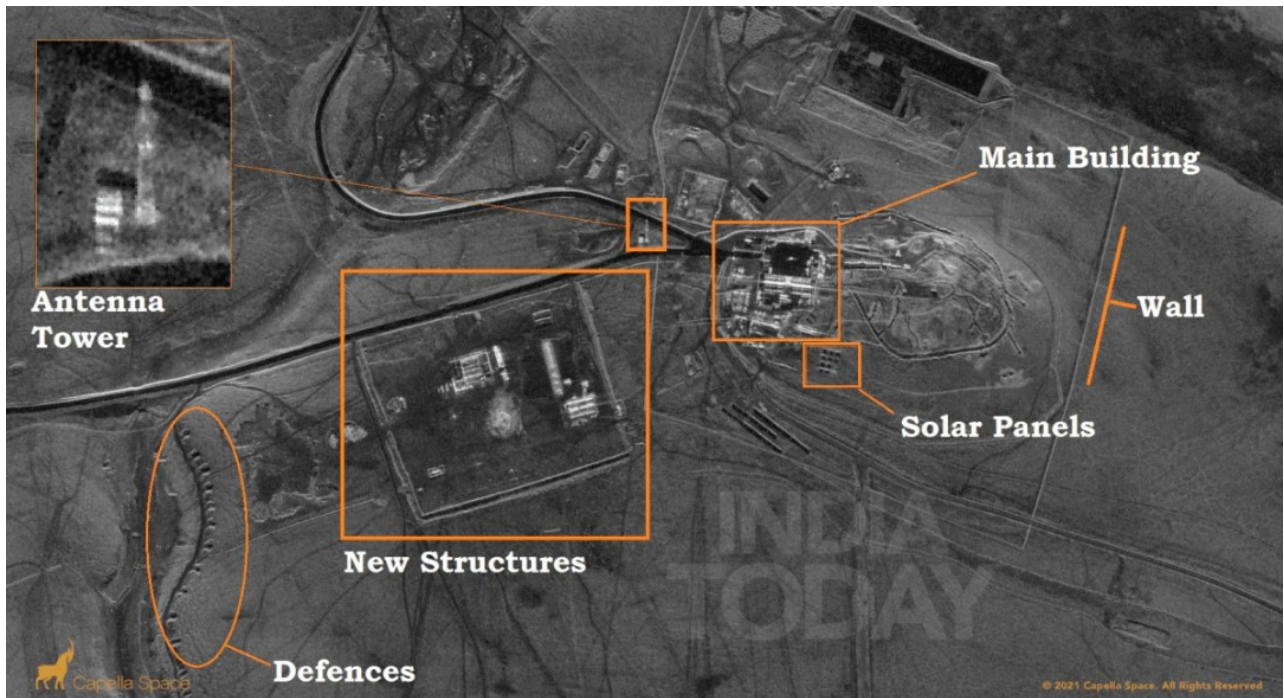 Main Building
Antenna
Tower
Wall
Solar Panels
New Structures
INDIA
TODAY
Defences
Capella Space
© 2021 Capella Space. All Rights Reserved